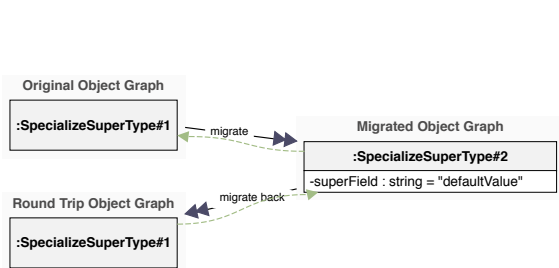 Original Object Graph
:SpecializeSuperType#1
migrate
Migrated Object Graph
:SpecializeSuperType#2
-superField : string = "defaultValue"
migrate back
Round Trip Object Graph
:SpecializeSuperType#1